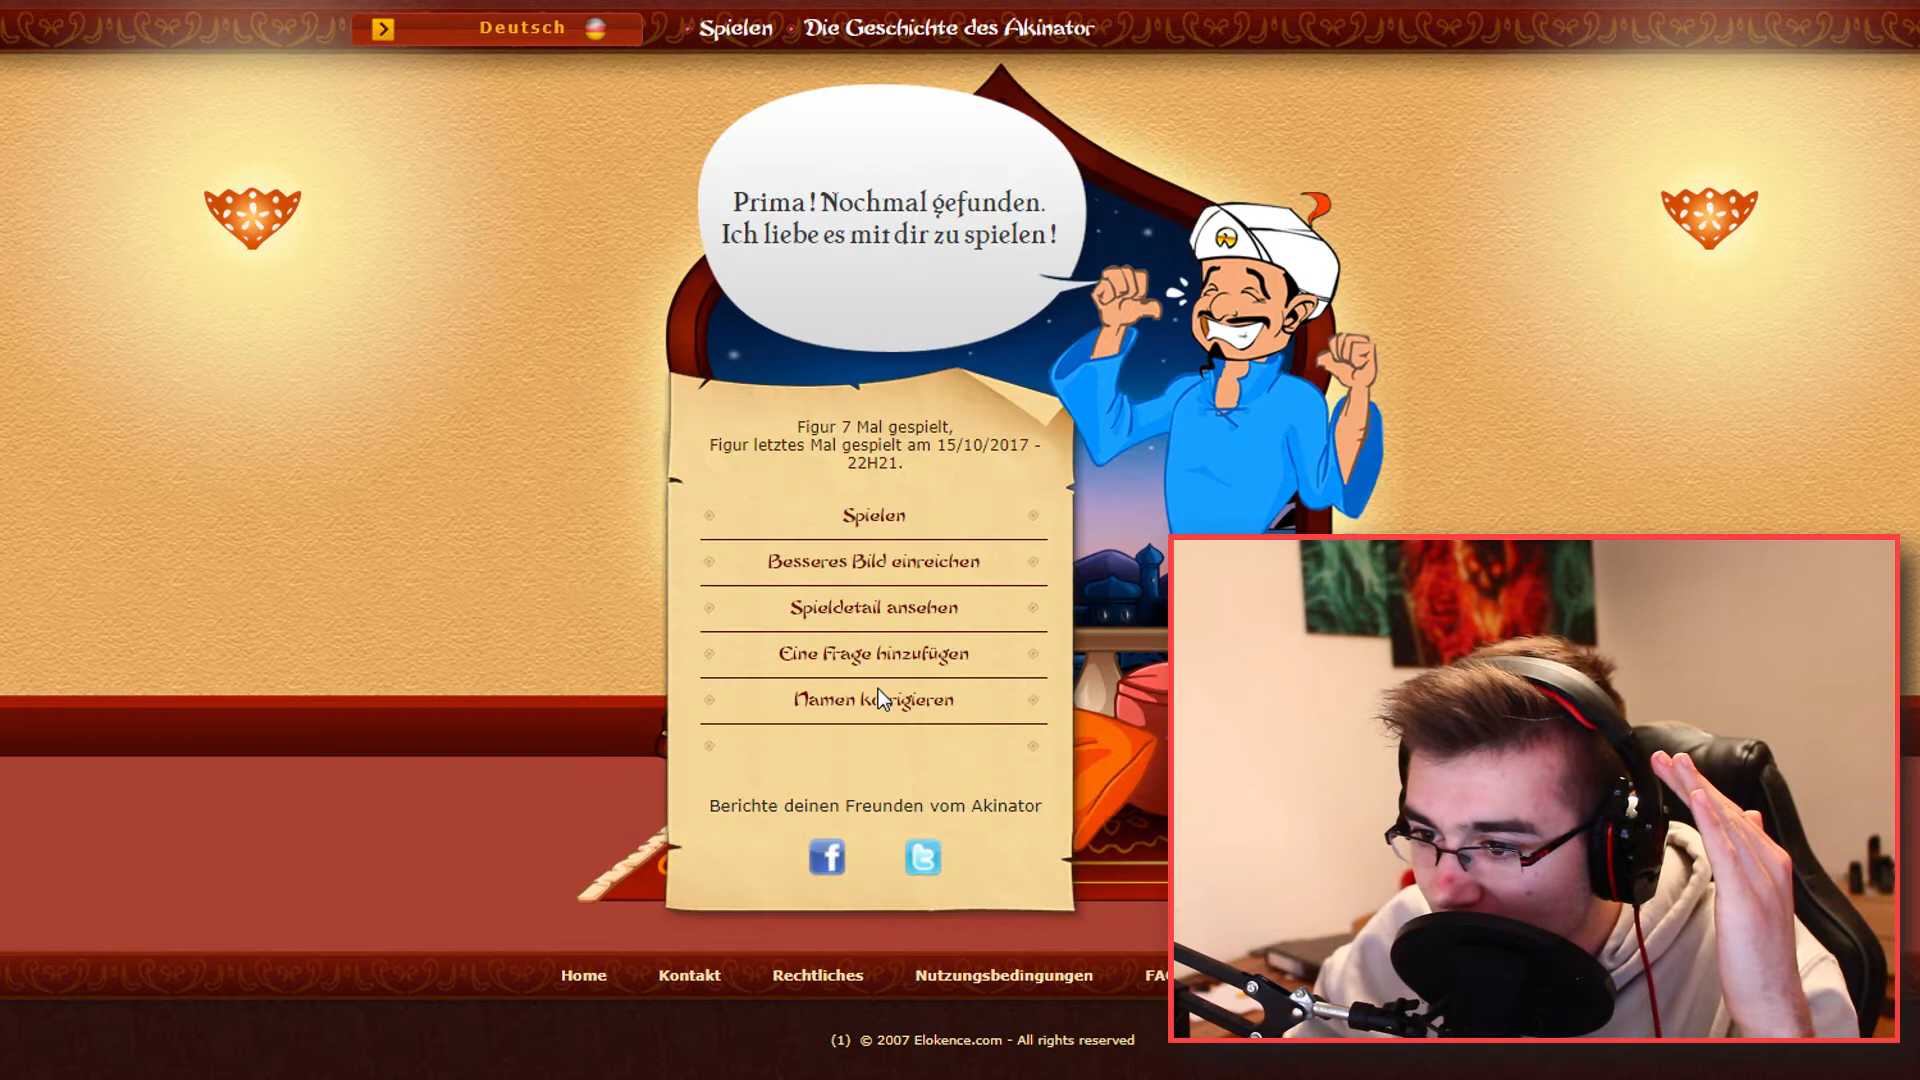 Deutsch
Spielen
Die Geschichte des Akinator
Prima! Nochmal gefunden.
Ich liebe es mit dir zu spielen!
Figur 7 Mal gespielt,
Figur letztes Mal gespielt am 15/10/2017 -
22H21.
Spielen
Besseres Bild einreichen
Spieldetail ansehen
Eine Frage hinzufügen
Namen korrigieren
Berichte deinen Freunden vom Akinator
Home
Kontakt
Rechtliches
Nutzungsbedingungen
(1) © 2007 Elokence.com - All rights reserved